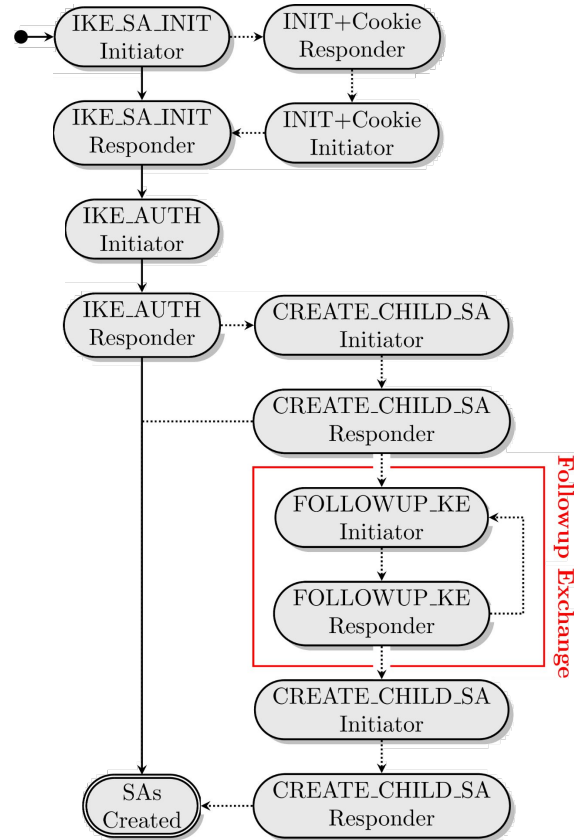 IKE_SA_INIT
Initiator
INIT+Cookie
Responder
IKE_SA_INIT
Responder
INIT+Cookie
Initiator
IKE_AUTH
Initiator
IKE_AUTH
Responder
CREATE_CHILD_SA
Initiator
CREATE_CHILD_SA
Responder
FOLLOWUP_KE
Initiator
FOLLOWUP_KE
Responder
Followup Exchange
CREATE_CHILD_SA
Initiator
SAs
Created
CREATE_CHILD_SA
Responder